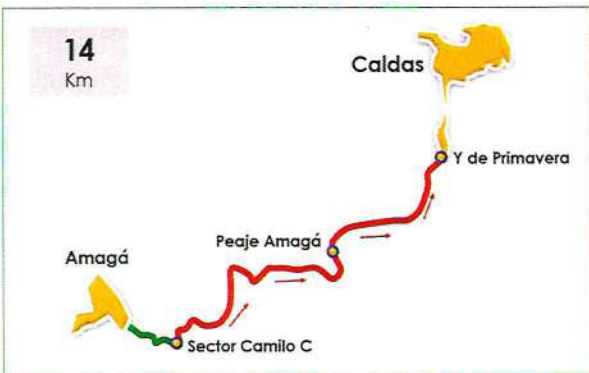 14
Km
Caldas
Y de Primavera
Peaje Amagá
Amagá
Sector Camilo C